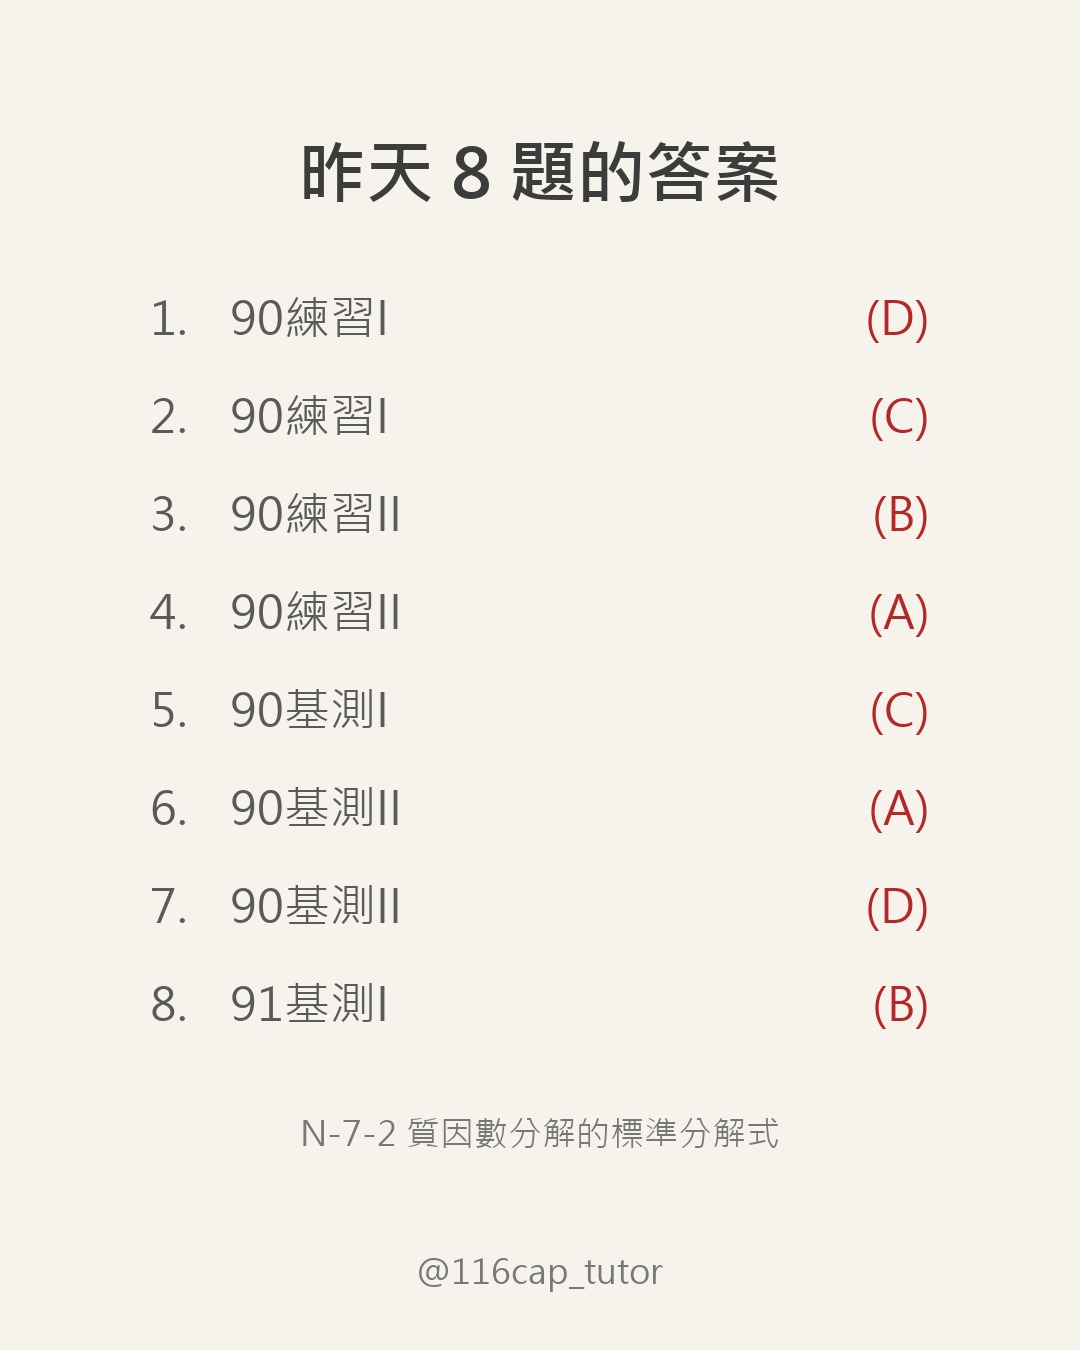 昨天 8 題的答案
1. 90練習I (D)
2. 90練習I (C)
3. 90練習II (B)
4. 90練習II (A)
5. 90基測I (C)
6. 90基測II (A)
7. 90基測II (D)
8. 91基測I (B)
N-7-2 質因數分解的標準分解式
@116cap_tutor